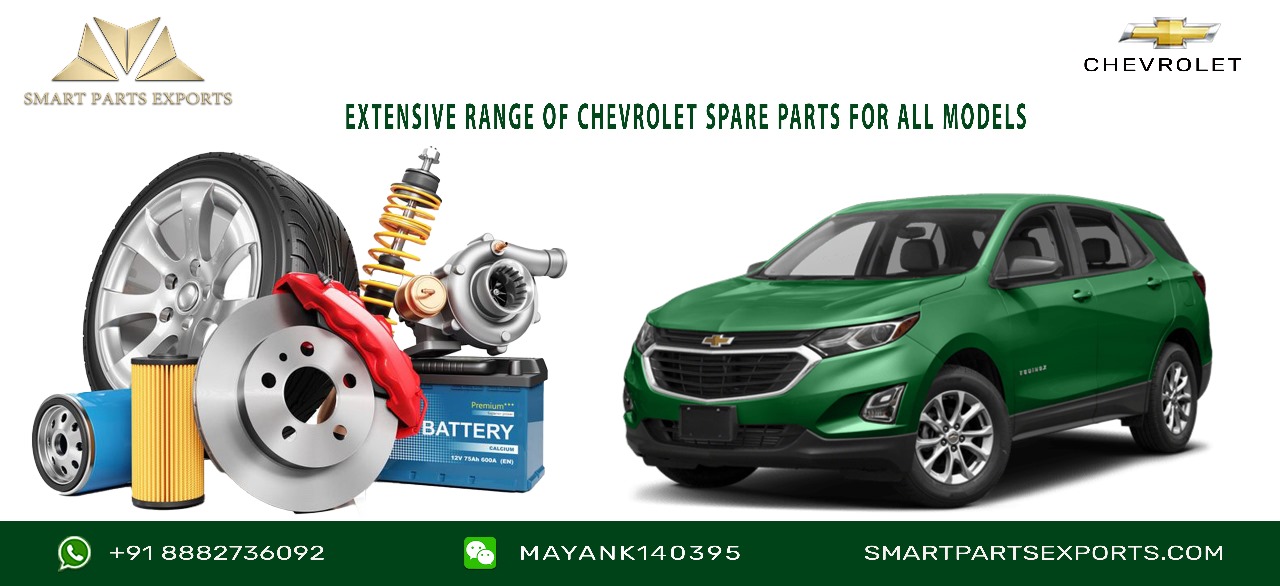 SMART PARTS EXPORTS
CHEVROLET
EXTENSIVE RANGE OF CHEVROLET SPARE PARTS FOR ALL MODELS
Premium***
BATTERY
CALCIUM
12V 75Ah 600A (EN)
+91 8882736092
MAYANK140395
SMARTPARTSEXPORTS.COM